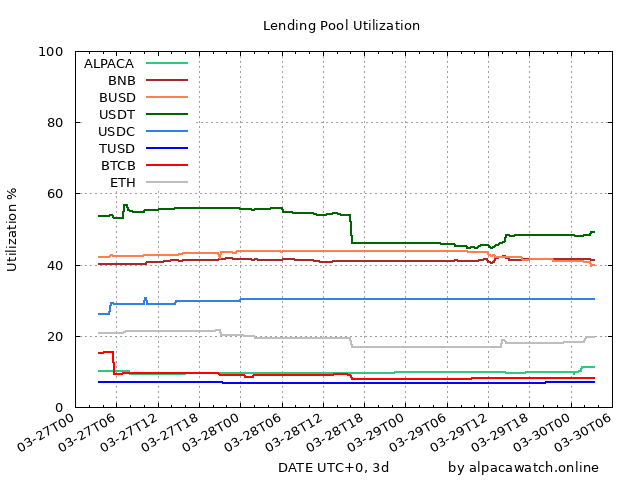 Lending Pool Utilization
Utilization %
100
80
60
40
20
0
ALPACA
BNB
BUSD
USDT
USDC
TUSD
BTCB
ETH
03-27T00
03-27T06
03-27T12
03-27T18
03-28T00
03-28T06
03-28T12
03-28T18
03-29T00
03-29T06
03-29T12
03-29T18
03-30T00
03-30T06
DATE UTC+0, 3d
by alpacawatch.online